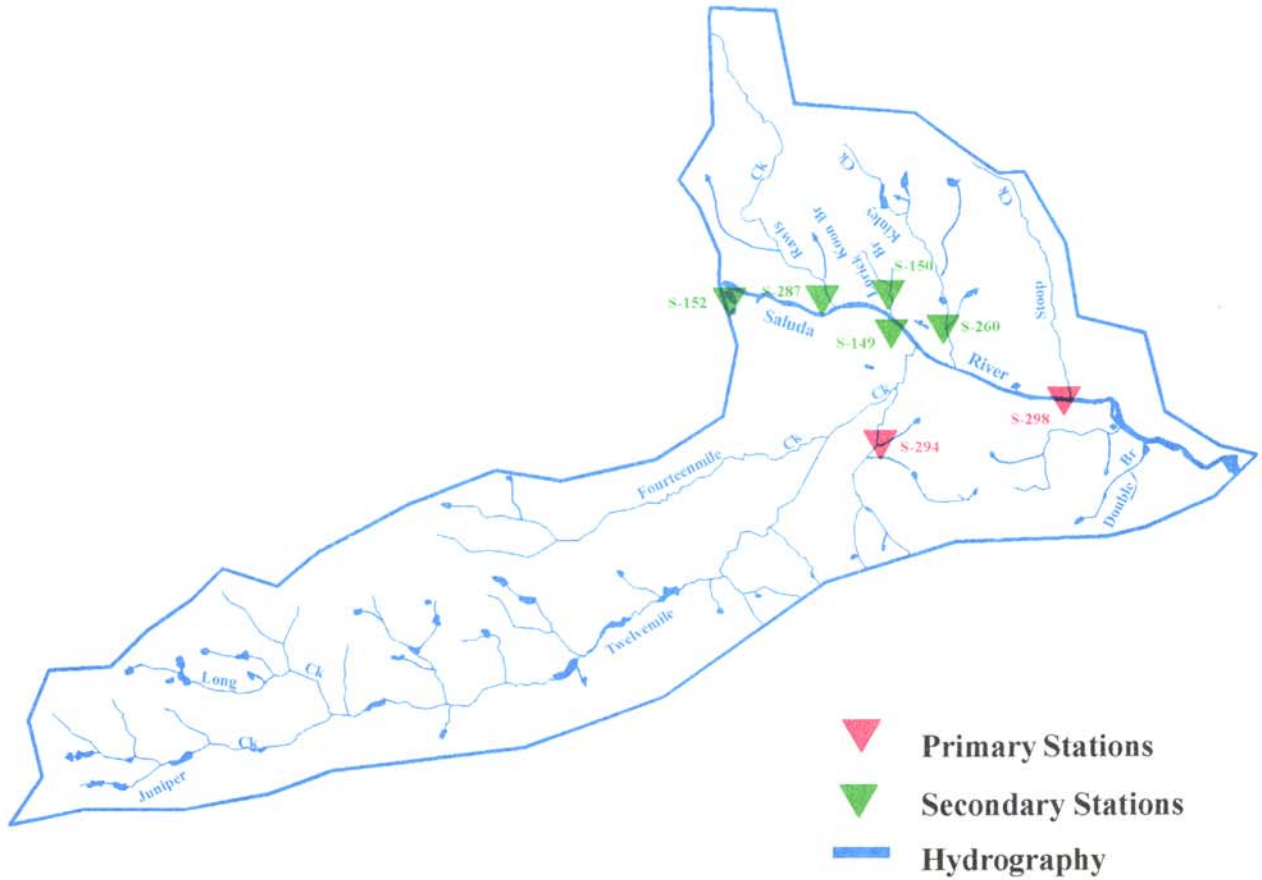 Ck
Ck
Ck
Rawls
Koon Br
Lorick
Br
Kinley
S-150
Stoop
S-152
S-287
Saluda
S-149
S-260
River
S-298
Ck
S-294
Ck
Fourteenmile
Br
Double
Twelvemile
Long
Ck
Ck
Juniper
Primary Stations
Secondary Stations
Hydrography